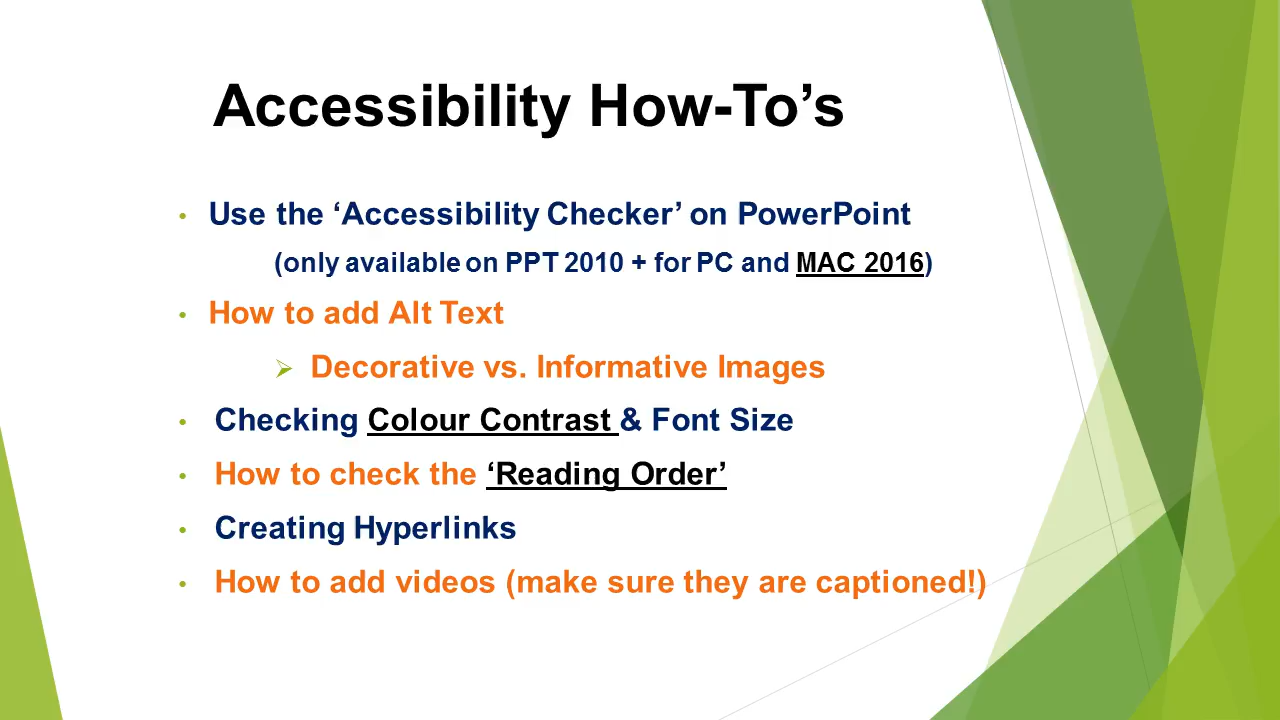 Accessibility How-To’s
• Use the ‘Accessibility Checker’ on PowerPoint
(only available on PPT 2010 + for PC and MAC 2016)
• How to add Alt Text
➢ Decorative vs. Informative Images
• Checking Colour Contrast & Font Size
• How to check the ‘Reading Order’
• Creating Hyperlinks
• How to add videos (make sure they are captioned!)